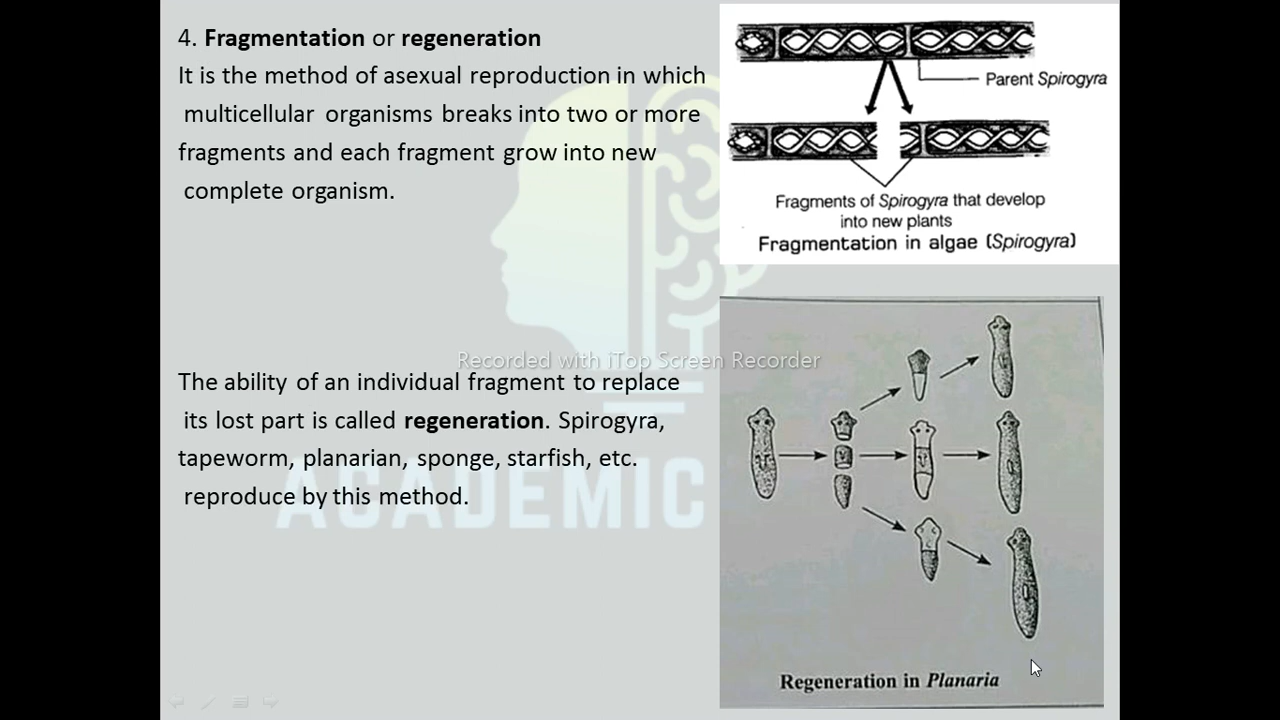 4. Fragmentation or regeneration
It is the method of asexual reproduction in which
multicellular organisms breaks into two or more
fragments and each fragment grow into new
complete organism.
The ability of an individual fragment to replace
its lost part is called regeneration. Spirogyra,
tapeworm, planarian, sponge, starfish, etc.
reproduce by this method.
Parent Spirogyra
Fragments of Spirogyra that develop
into new plants
Fragmentation in algae (Spirogyra)
Regeneration in Planaria
Recorded with iTop Screen Recorder
ACADEMIC